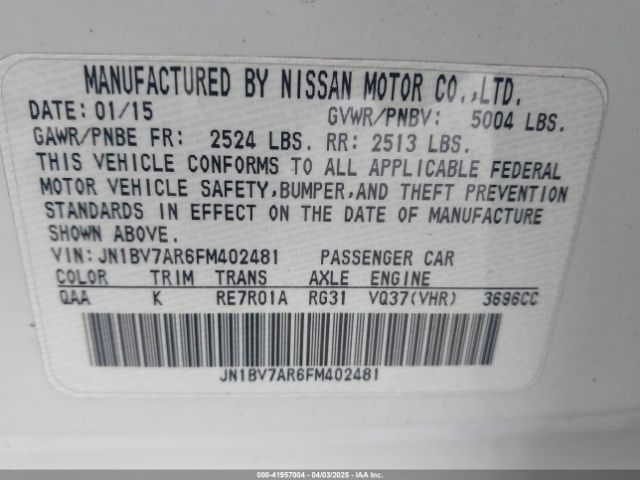 MANUFACTURED BY NISSAN MOTOR CO.,LTD.
DATE: 01/15 GVWR/PNBV: 5004 LBS.
GAWR/PNBE FR: 2524 LBS. RR: 2513 LBS.
THIS VEHICLE CONFORMS TO ALL APPLICABLE FEDERAL
MOTOR VEHICLE SAFETY,BUMPER,AND THEFT PREVENTION
STANDARDS IN EFFECT ON THE DATE OF MANUFACTURE
SHOWN ABOVE.
VIN: JN1BV7AR6FM402481 PASSENGER CAR
COLOR TRIM TRANS AXLE ENGINE
QAA K RE7R01A RG31 VQ37(VHR) 3696CC
JN1BV7AR6FM402481
000-41957004 - 04/03/2025 - IAA Inc.